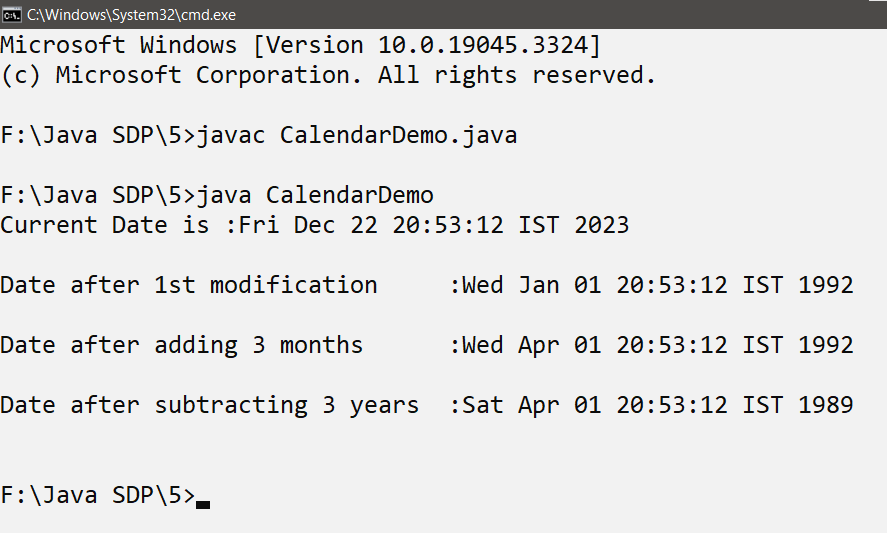 C:\Windows\System32\cmd.exe
Microsoft Windows [Version 10.0.19045.3324]
(c) Microsoft Corporation. All rights reserved.
F:\Java SDP\5>javac CalendarDemo.java
F:\Java SDP\5>java CalendarDemo
Current Date is :Fri Dec 22 20:53:12 IST 2023
Date after 1st modification     :Wed Jan 01 20:53:12 IST 1992
Date after adding 3 months      :Wed Apr 01 20:53:12 IST 1992
Date after subtracting 3 years  :Sat Apr 01 20:53:12 IST 1989
F:\Java SDP\5>